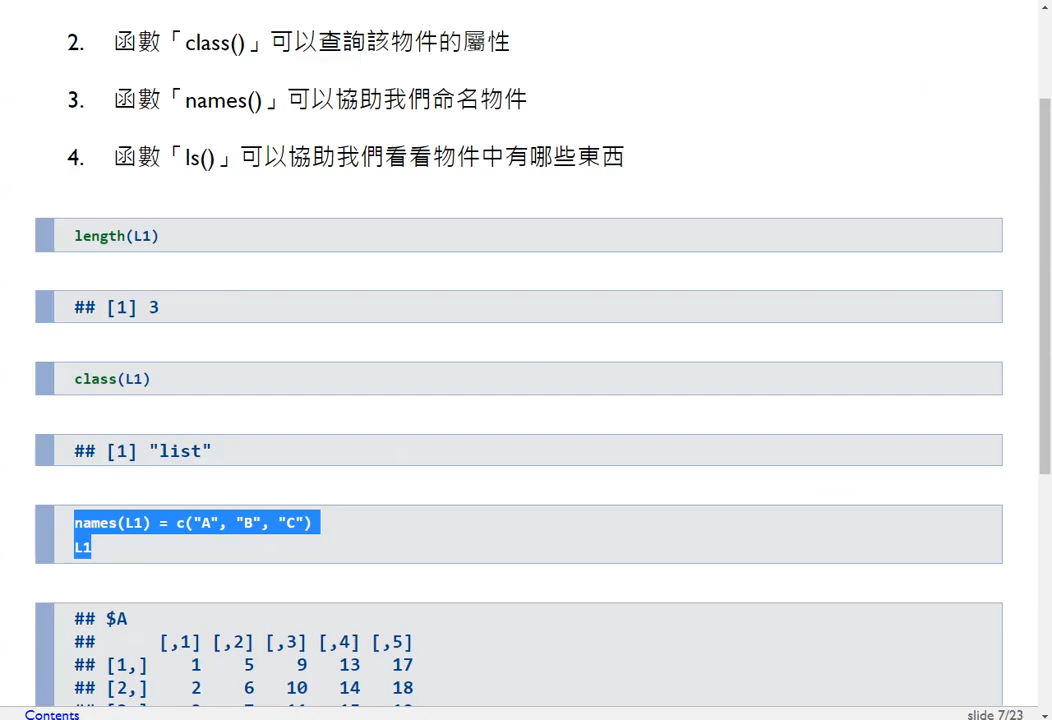 2. 函數「class()」可以查詢該物件的屬性
3. 函數「names()」可以協助我們命名物件
4. 函數「ls()」可以協助我們看看物件中有哪些東西
length(L1)
## [1] 3
class(L1)
## [1] "list"
names(L1) = c("A", "B", "C")
L1
## $A
##      [,1] [,2] [,3] [,4] [,5]
## [1,]    1    5    9   13   17
## [2,]    2    6   10   14   18
Contents slide 7/23